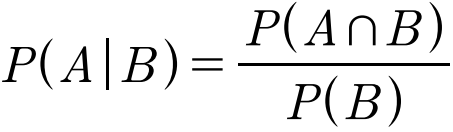 P(A|B) = P(A∩B) / P(B)